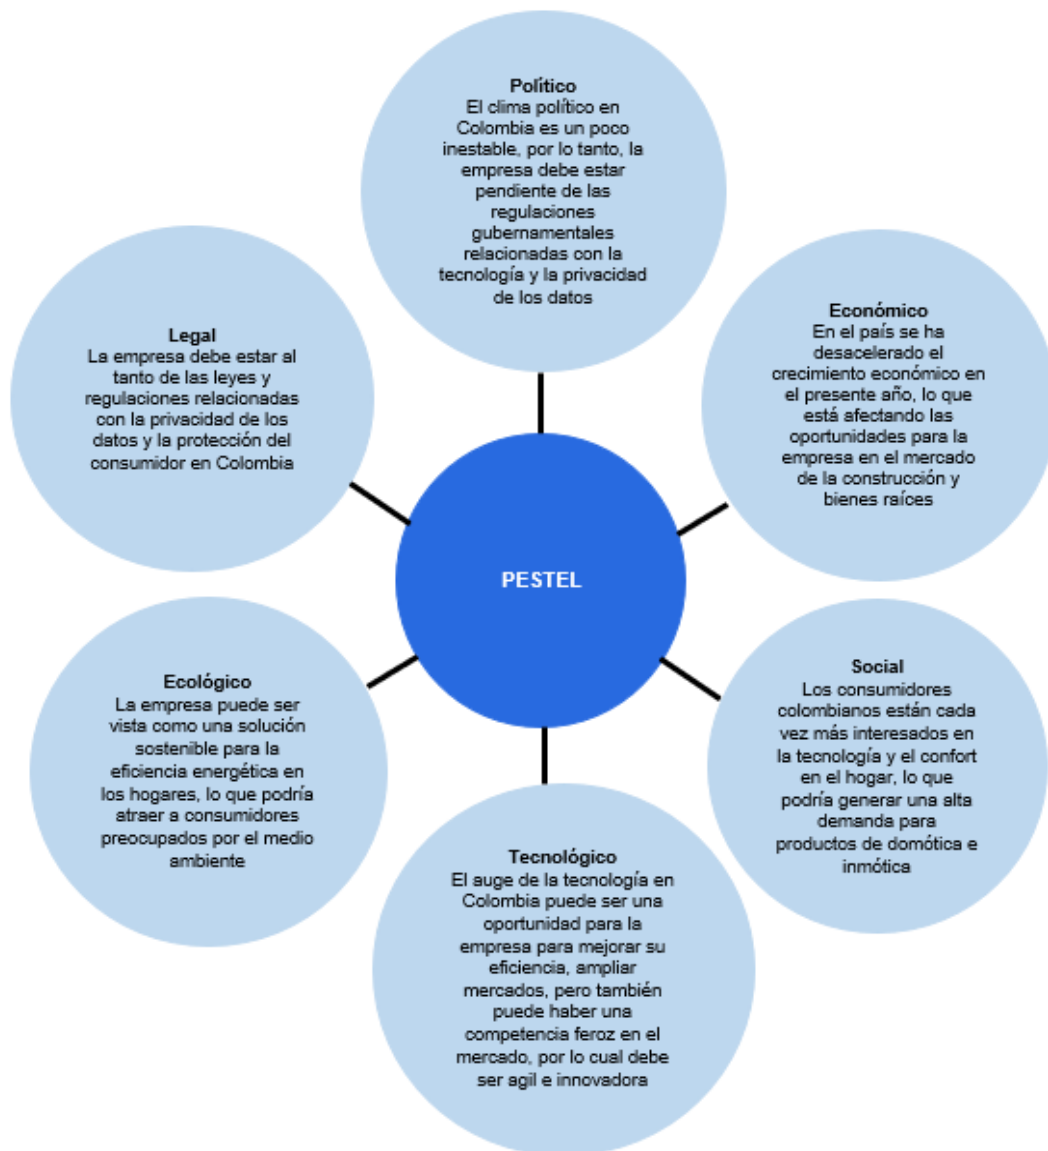 Político
El clima político en
Colombia es un poco
inestable, por lo tanto, la
empresa debe estar
pendiente de las
regulaciones
gubernamentales
relacionadas con la
tecnología y la privacidad
de los datos
Económico
En el país se ha
desacelerado el
crecimiento económico en
el presente año, lo que
está afectando las
oportunidades para la
empresa en el mercado
de la construcción y
bienes raíces
Legal
La empresa debe estar al
tanto de las leyes y
regulaciones relacionadas
con la privacidad de los
datos y la protección del
consumidor en Colombia
PESTEL
Social
Los consumidores
colombianos están cada
vez más interesados en
la tecnología y el confort
en el hogar, lo que
podría generar una alta
demanda para
productos de domótica e
inmótica
Ecológico
La empresa puede ser
vista como una solución
sostenible para la
eficiencia energética en
los hogares, lo que podría
atraer a consumidores
preocupados por el medio
ambiente
Tecnológico
El auge de la tecnología en
Colombia puede ser una
oportunidad para la
empresa para mejorar su
eficiencia, ampliar
mercados, pero también
puede haber una
competencia feroz en el
mercado, por lo cual debe
ser agil e innovadora